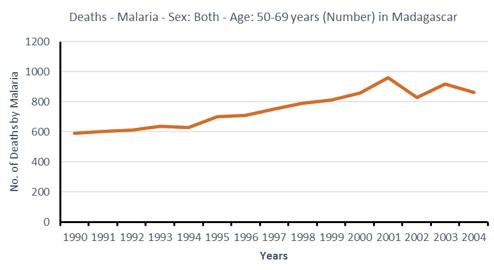 Deaths - Malaria - Sex: Both - Age: 50-69 years (Number) in Madagascar
1200
1000
800
600
400
200
0
No. of Deaths by Malaria
1990 1991 1992 1993 1994 1995 1996 1997 1998 1999 2000 2001 2002 2003 2004
Years